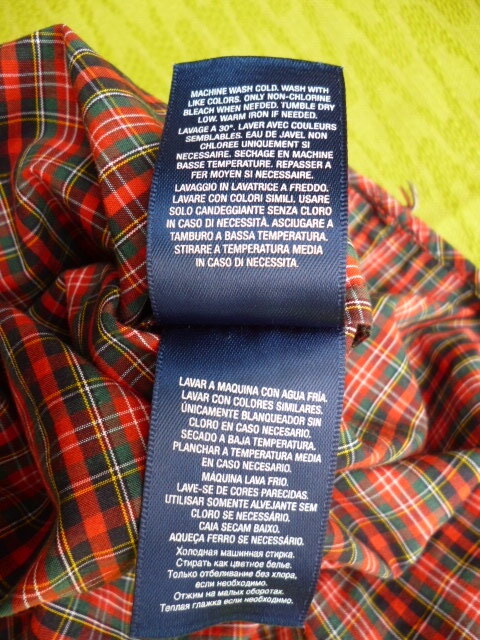 MACHINE WASH COLD. WASH WITH
LIKE COLORS. ONLY NON-CHLORINE
BLEACH WHEN NEEDED. TUMBLE DRY
LOW. WARM IRON IF NEEDED.
LAVAGE A 30°. LAVER AVEC COULEURS
SEMBLABLES. EAU DE JAVEL NON
CHLOREE UNIQUEMENT SI
NECESSAIRE. SECHAGE EN MACHINE
BASSE TEMPERATURE. REPASSER A
FER MOYEN SI NECESSAIRE.
LAVAGGIO IN LAVATRICE A FREDDO.
LAVARE CON COLORI SIMILI. USARE
SOLO CANDEGGIANTE SENZA CLORO
IN CASO DI NECESSITÀ. ASCIUGARE A
TAMBURO A BASSA TEMPERATURA.
STIRARE A TEMPERATURA MEDIA
IN CASO DI NECESSITA.
LAVAR A MAQUINA CON AGUA FRÍA.
LAVAR CON COLORES SIMILARES.
ÚNICAMENTE BLANQUEADOR SIN
CLORO EN CASO NECESARIO.
SECADO A BAJA TEMPERATURA.
PLANCHAR A TEMPERATURA MEDIA
EN CASO NECESARIO.
MÁQUINA LAVA FRIO.
LAVE-SE DE CORES PARECIDAS.
UTILISAR SOMENTE ALVEJANTE SEM
CLORO SE NECESSÁRIO.
CAIA SECAM BAIXO.
AQUEÇA FERRO SE NECESSÁRIO.
Холодная машинная стирка.
Стирать как цветное белье.
Только отбеливание без хлора,
если необходимо.
Отжим на малых оборотах.
Теплая глажка если необходимо.